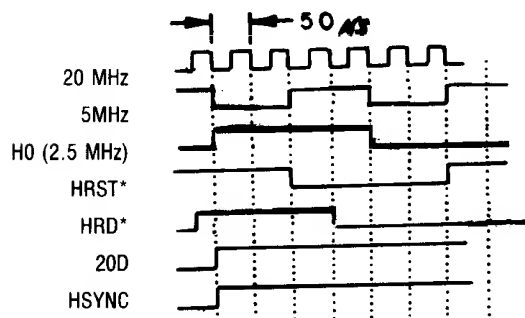 50 NS
20 MHz
5MHz
H0 (2.5 MHz)
HRST*
HRD*
20D
HSYNC